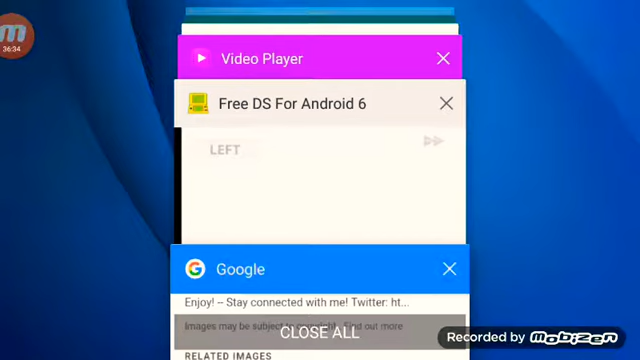 36:34
Video Player
Free DS For Android 6
LEFT
Google
Enjoy! – Stay connected with me! Twitter: ht...
Images may be subject to copyright. Find out more
CLOSE ALL
RELATED IMAGES
Recorded by Mobizen